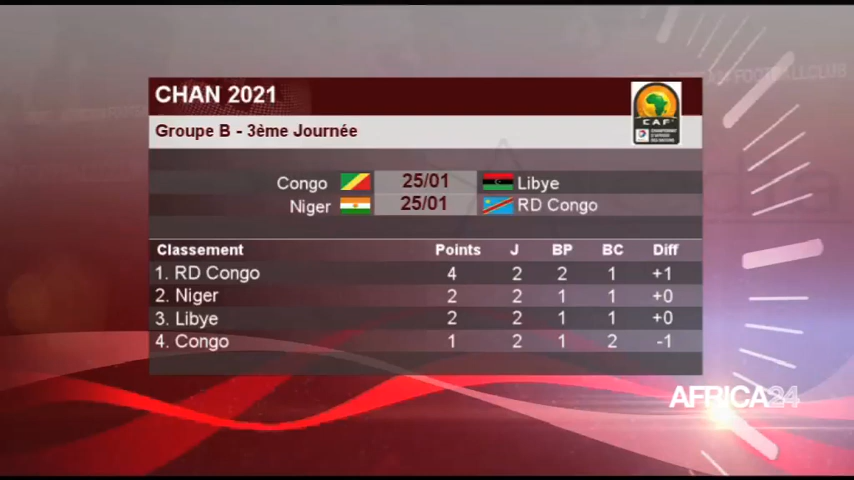 CHAN 2021
CAF
Groupe B - 3ème Journée
Congo 25/01 Libye
Niger 25/01 RD Congo
Classement Points J BP BC Diff
1. RD Congo 4 2 2 1 +1
2. Niger 2 2 1 1 +0
3. Libye 2 2 1 1 +0
4. Congo 1 2 1 2 -1
AFRICA24